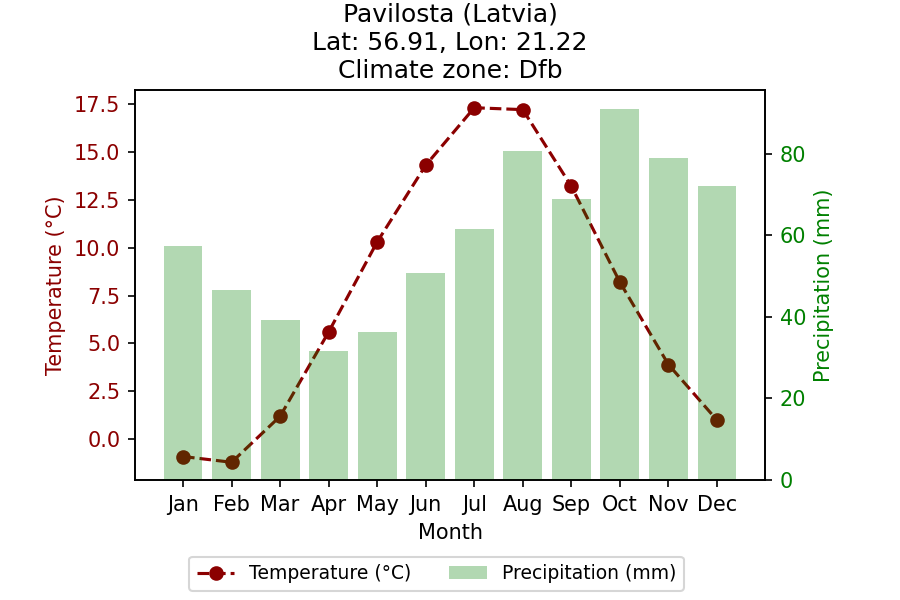 Pavilosta (Latvia)
Lat: 56.91, Lon: 21.22
Climate zone: Dfb
17.5
15.0
12.5
10.0
7.5
5.0
2.5
0.0
Temperature (°C)
80
60
40
20
0
Precipitation (mm)
Jan Feb Mar Apr May Jun Jul Aug Sep Oct Nov Dec
Month
Temperature (°C) Precipitation (mm)